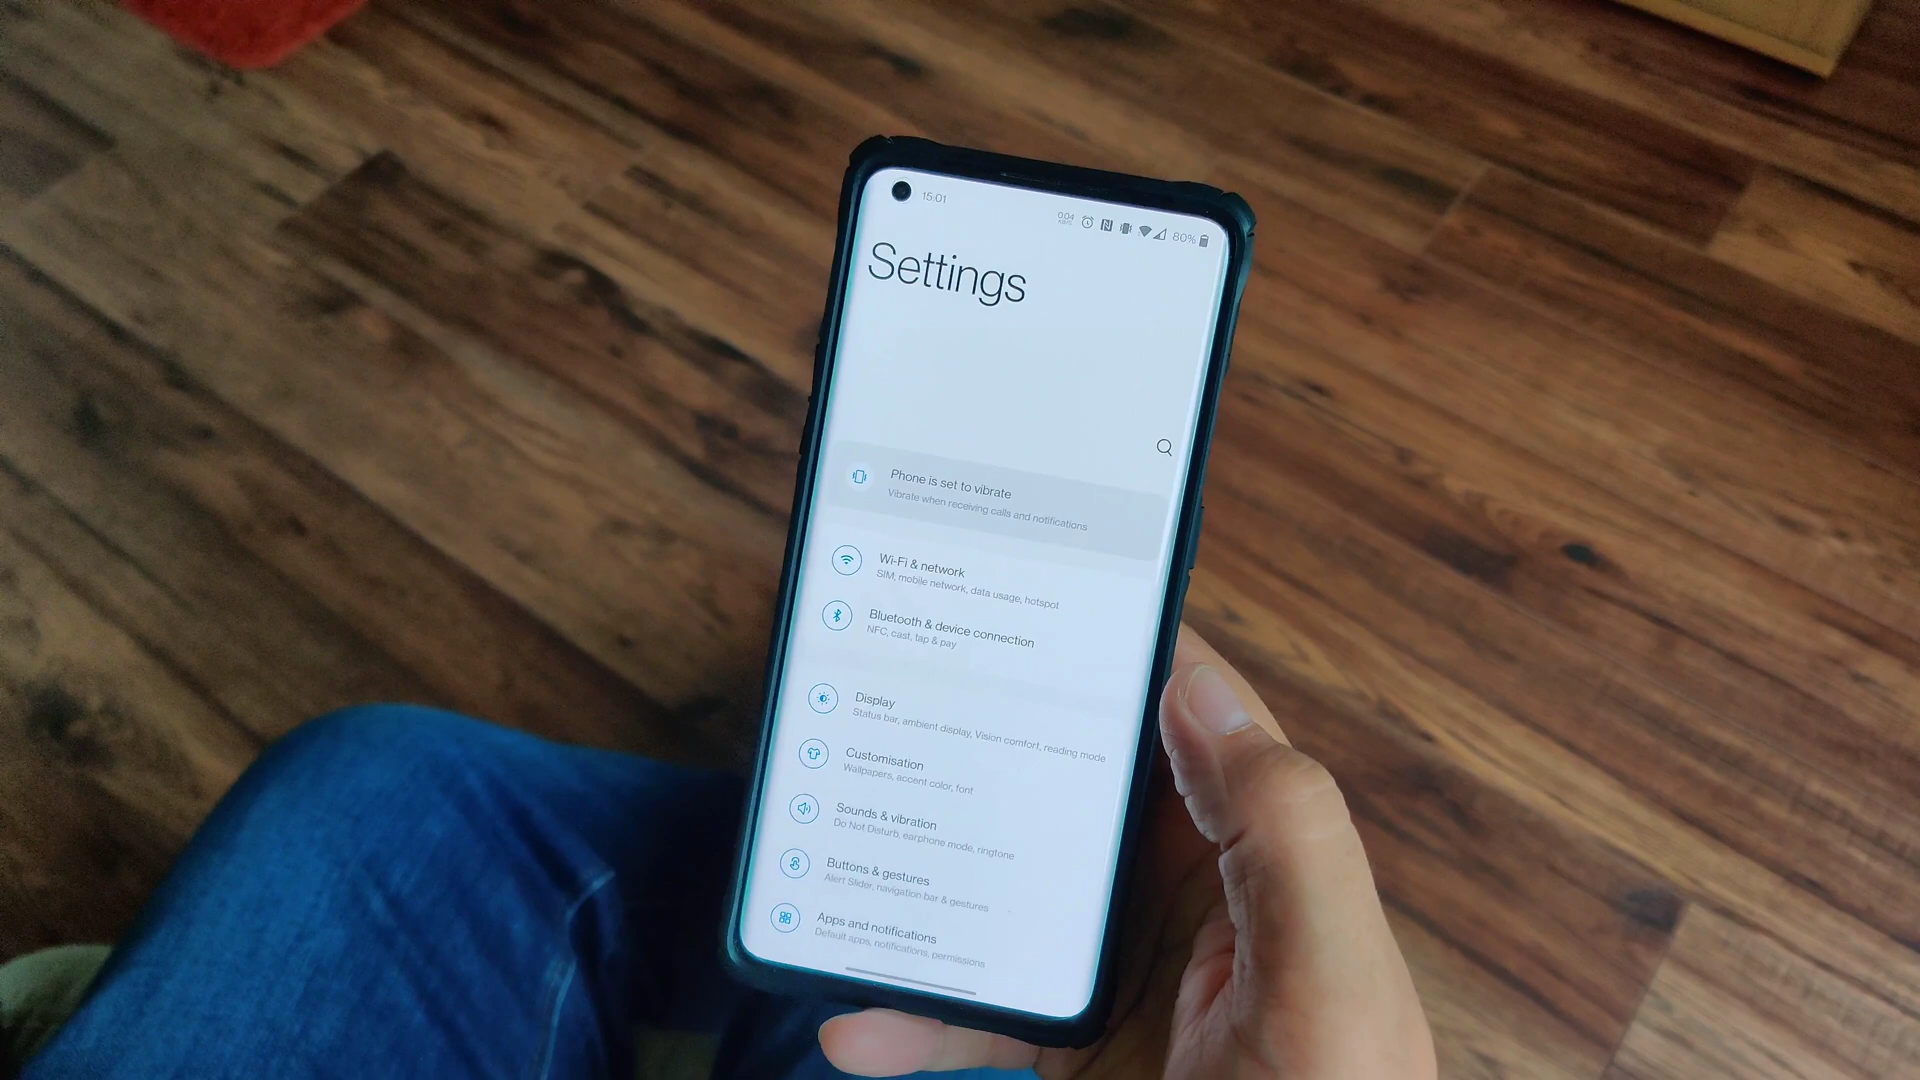 15:01
0.04
KB/S
80%
Settings
Phone is set to vibrate
Vibrate when receiving calls and notifications
Wi-Fi & network
SIM, mobile network, data usage, hotspot
Bluetooth & device connection
NFC, cast, tap & pay
Display
Status bar, ambient display, Vision comfort, reading mode
Customisation
Wallpapers, accent color, font
Sounds & vibration
Do Not Disturb, earphone mode, ringtone
Buttons & gestures
Alert Slider, navigation bar & gestures
Apps and notifications
Default apps, notifications, permissions